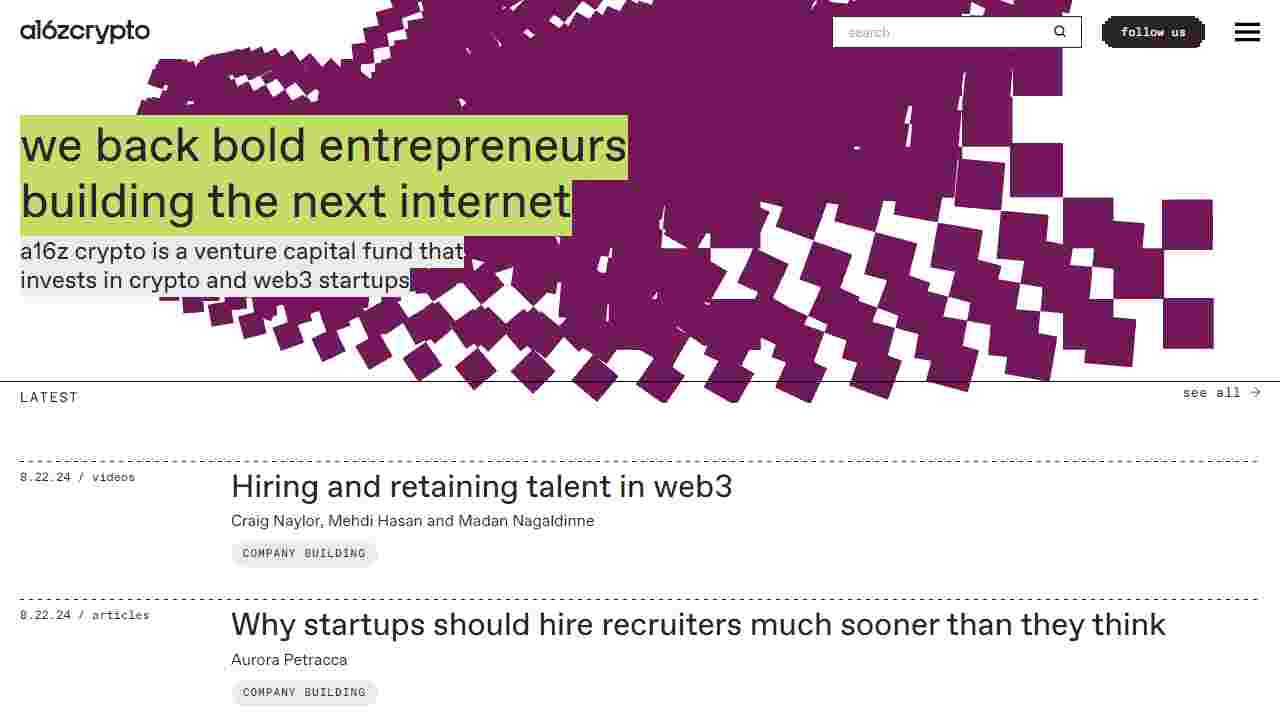 a16zcrypto
search
follow us
we back bold entrepreneurs
building the next internet
a16z crypto is a venture capital fund that
invests in crypto and web3 startups
LATEST
see all →
8.22.24 / videos
Hiring and retaining talent in web3
Craig Naylor, Mehdi Hasan and Madan Nagaldinne
COMPANY BUILDING
8.22.24 / articles
Why startups should hire recruiters much sooner than they think
Aurora Petracca
COMPANY BUILDING